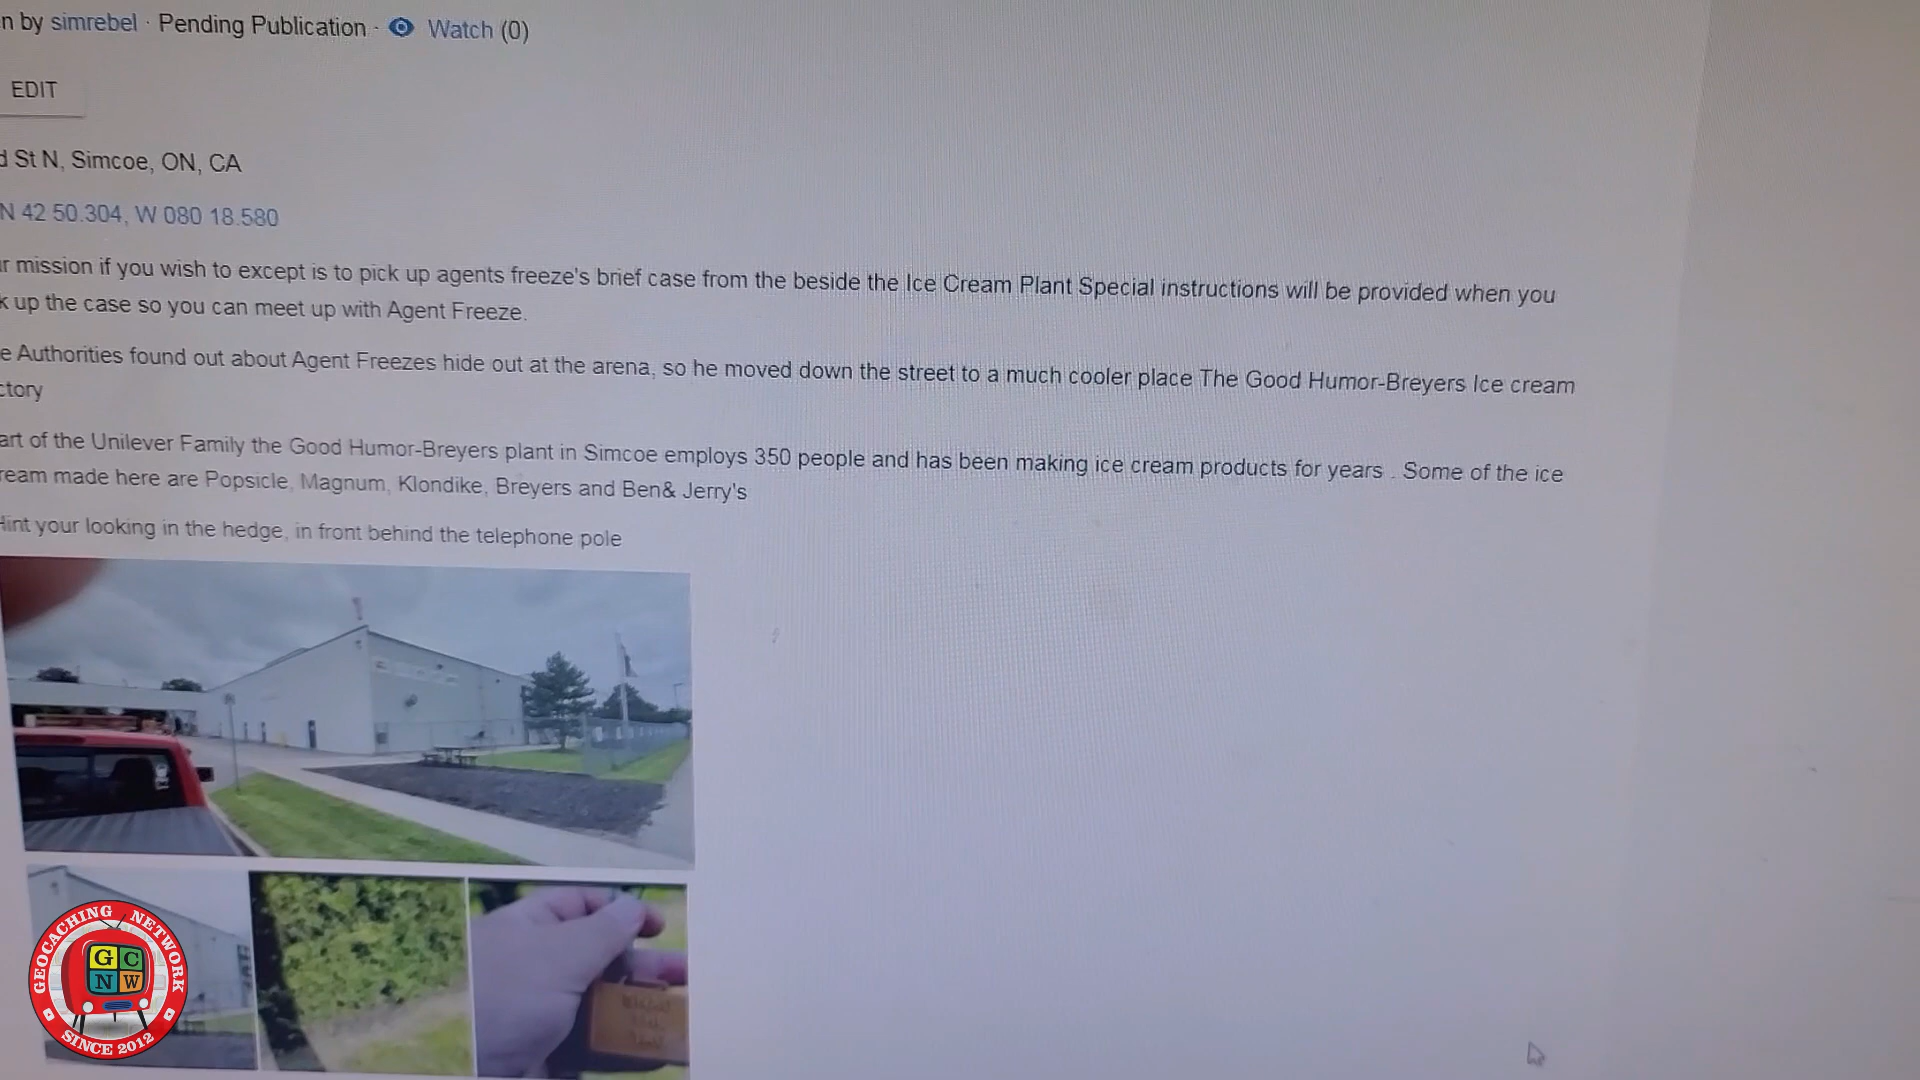 n by simrebel · Pending Publication · Watch (0)
EDIT
d St N, Simcoe, ON, CA
N 42 50.304, W 080 18.580
r mission if you wish to except is to pick up agents freeze's brief case from the beside the Ice Cream Plant Special instructions will be provided when you
k up the case so you can meet up with Agent Freeze.
e Authorities found out about Agent Freezes hide out at the arena, so he moved down the street to a much cooler place The Good Humor-Breyers Ice cream
ctory
art of the Unilever Family the Good Humor-Breyers plant in Simcoe employs 350 people and has been making ice cream products for years . Some of the ice
ream made here are Popsicle, Magnum, Klondike, Breyers and Ben& Jerry's
Hint your looking in the hedge, in front behind the telephone pole
GEOCACHING NETWORK
G C
N W
SINCE 2012